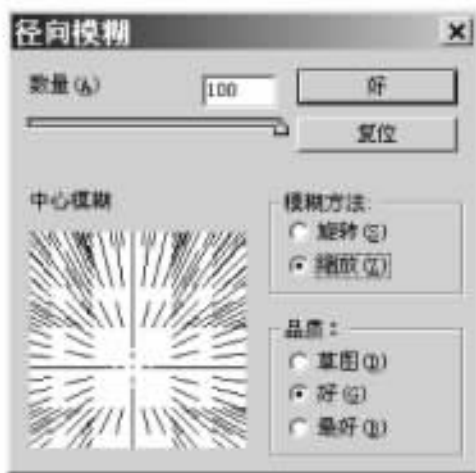 径向模糊
数量(A) 100 好
复位
中心模糊
模糊方法:
旋转(S)
缩放(Z)
品质:
草图(D)
好(G)
最好(B)